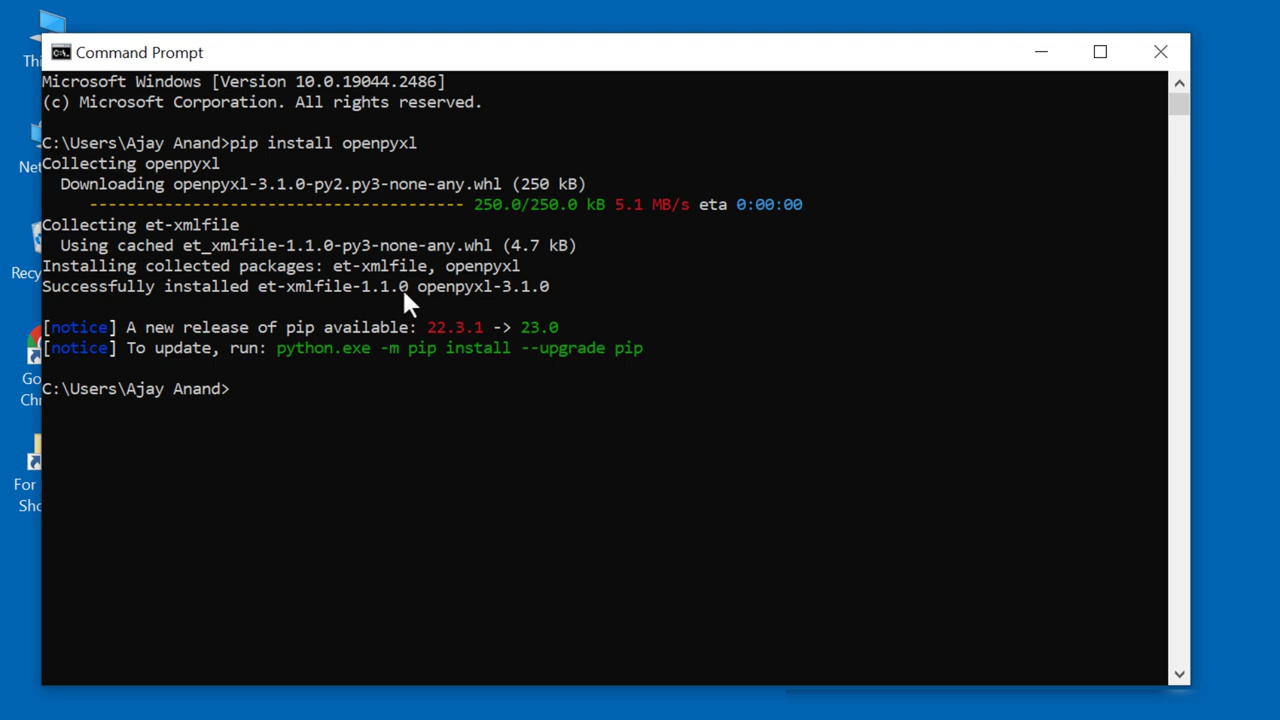 Command Prompt
Microsoft Windows [Version 10.0.19044.2486]
(c) Microsoft Corporation. All rights reserved.
C:\Users\Ajay Anand>pip install openpyxl
Collecting openpyxl
Downloading openpyxl-3.1.0-py2.py3-none-any.whl (250 kB)
---------------------------------------- 250.0/250.0 kB 5.1 MB/s eta 0:00:00
Collecting et-xmlfile
Using cached et_xmlfile-1.1.0-py3-none-any.whl (4.7 kB)
Installing collected packages: et-xmlfile, openpyxl
Successfully installed et-xmlfile-1.1.0 openpyxl-3.1.0
[notice] A new release of pip available: 22.3.1 -> 23.0
[notice] To update, run: python.exe -m pip install --upgrade pip
C:\Users\Ajay Anand>
For